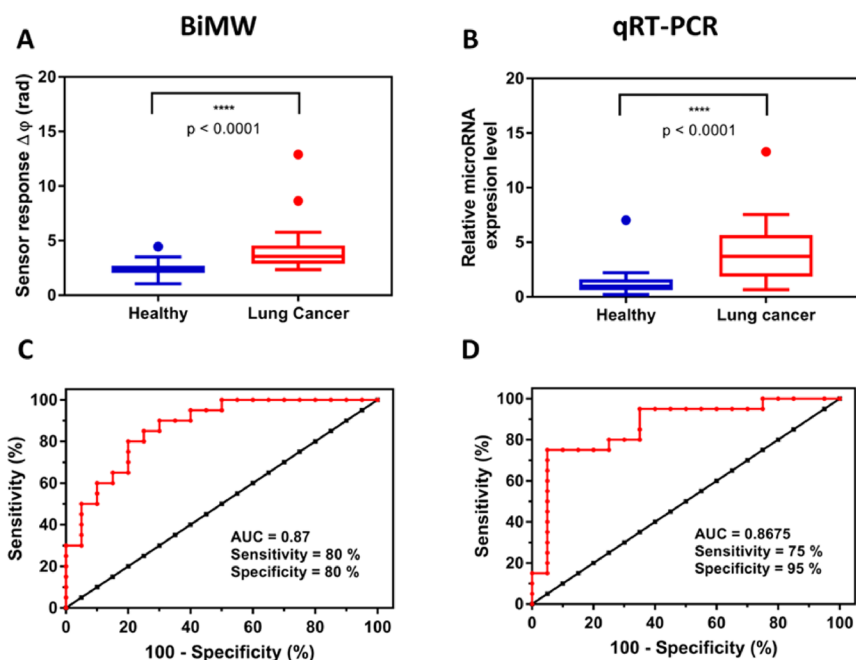 BiMW
qRT-PCR
A
B
Sensor response Δφ (rad)
20
15
10
5
0
****
p < 0.0001
Healthy
Lung Cancer
Relative microRNA
expresion level
20
15
10
5
0
****
p < 0.0001
Healthy
Lung Cancer
C
D
Sensitivity (%)
100
80
60
40
20
0
AUC = 0.87
Sensitivity = 80 %
Specificity = 80 %
0 20 40 60 80 100
100 - Specificity (%)
Sensitivity (%)
100
80
60
40
20
0
AUC = 0.8675
Sensitivity = 75 %
Specificity = 95 %
0 20 40 60 80 100
100 - Specificity (%)